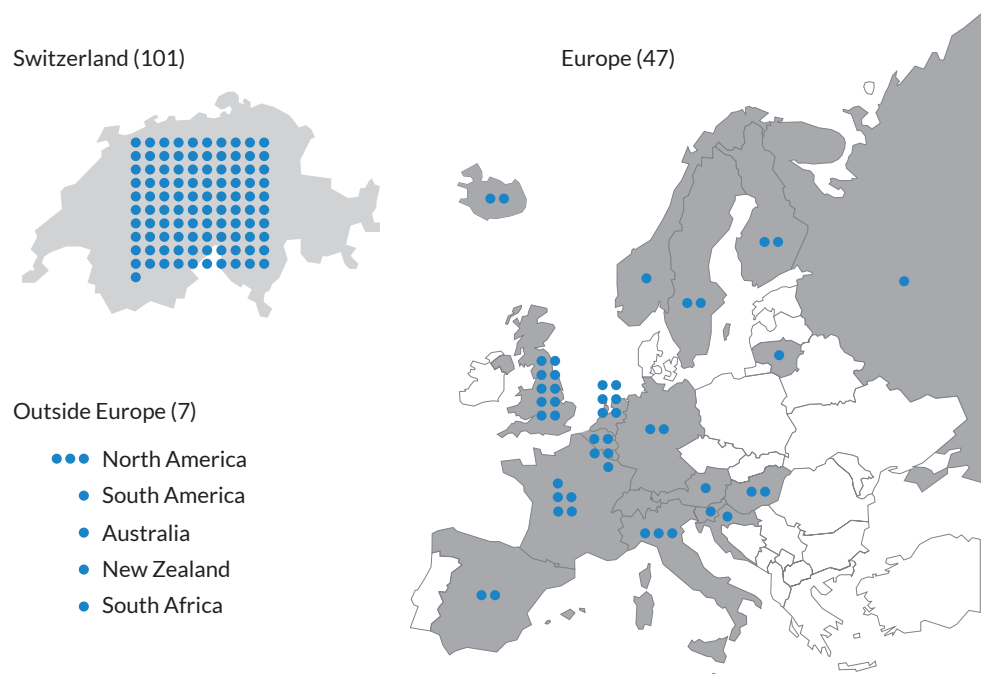 Switzerland (101)
Europe (47)
Outside Europe (7)
North America
South America
Australia
New Zealand
South Africa